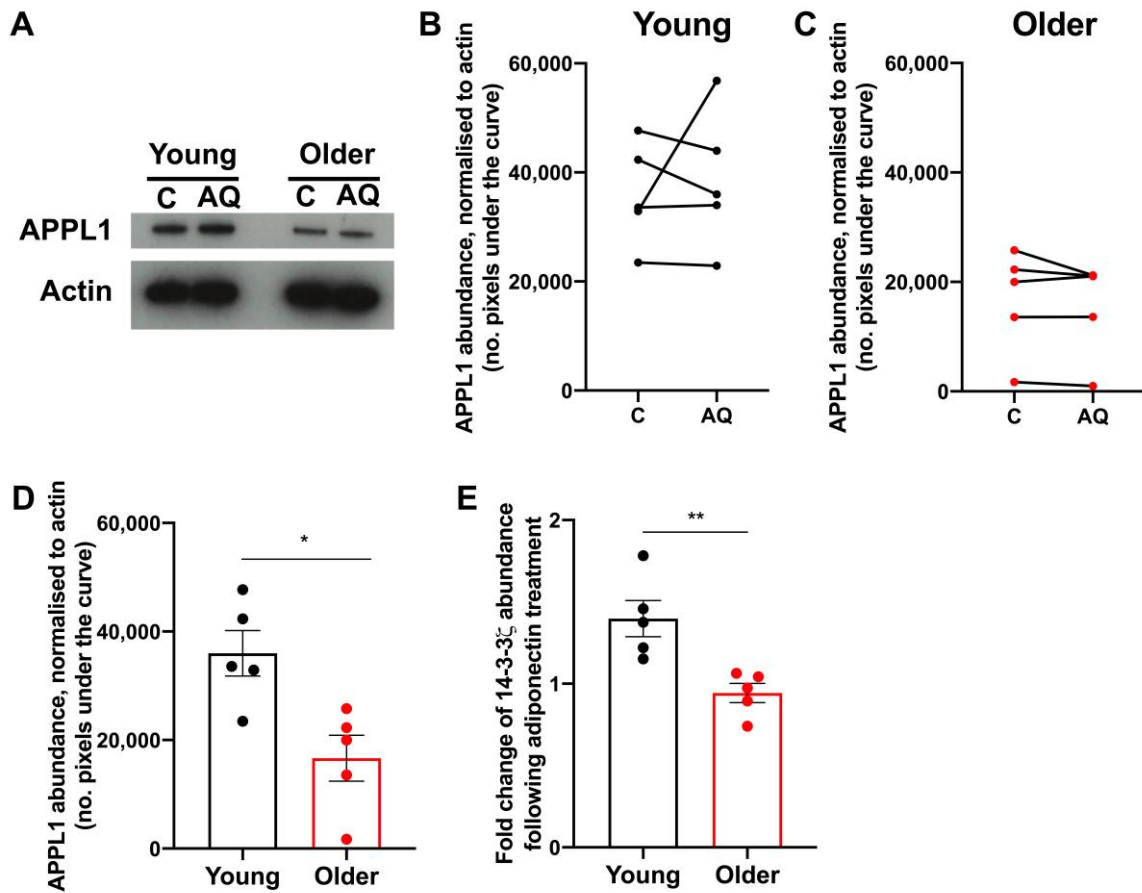 A
Young Older
C AQ C AQ
APPL1
Actin
B
Young
APPL1 abundance, normalised to actin
(no. pixels under the curve)
60,000
40,000
20,000
0
C AQ
C
Older
APPL1 abundance, normalised to actin
(no. pixels under the curve)
60,000
40,000
20,000
0
C AQ
D
APPL1 abundance, normalised to actin
(no. pixels under the curve)
60,000
40,000
20,000
0
*
Young Older
E
Fold change of 14-3-3ζ abundance
following adiponectin treatment
2
1
0
**
Young Older